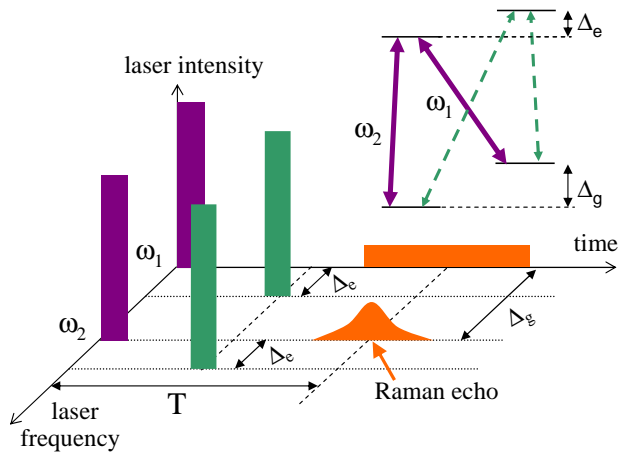 Δe
laser intensity
ω1
ω2
Δg
time
ω1
Δe
Δg
ω2
Δe
Raman echo
T
laser
frequency